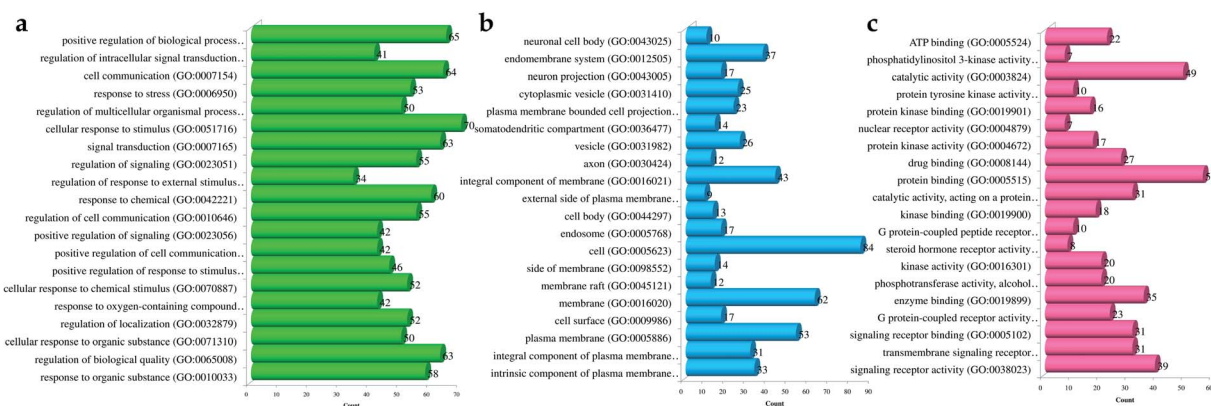 a
positive regulation of biological process.. 65
regulation of intracellular signal transduction.. 41
cell communication (GO:0007154) 64
response to stress (GO:0006950) 53
regulation of multicellular organismal process.. 50
cellular response to stimulus (GO:0051716) 70
signal transduction (GO:0007165) 63
regulation of signaling (GO:0023051) 55
regulation of response to external stimulus.. 34
response to chemical (GO:0042221) 60
regulation of cell communication (GO:0010646) 55
positive regulation of signaling (GO:0023056) 42
positive regulation of cell communication.. 42
positive regulation of response to stimulus.. 46
cellular response to chemical stimulus (GO:0070887) 52
response to oxygen-containing compound.. 42
regulation of localization (GO:0032879) 52
cellular response to organic substance (GO:0071310) 50
regulation of biological quality (GO:0065008) 63
response to organic substance (GO:0010033) 58
0 10 20 30 40 50 60 70
Count
b
neuronal cell body (GO:0043025) 10
endomembrane system (GO:0012505) 37
neuron projection (GO:0043005) 17
cytoplasmic vesicle (GO:0031410) 25
plasma membrane bounded cell projection 23
somatodendritic compartment (GO:0036477) 14
vesicle (GO:0031982) 26
axon (GO:0030424) 12
integral component of membrane (GO:0016021) 43
external side of plasma membrane.. 9
cell body (GO:0044297) 13
endosome (GO:0005768) 17
cell (GO:0005623) 84
side of membrane (GO:0098552) 14
membrane raft (GO:0045121) 12
membrane (GO:0016020) 62
cell surface (GO:0009986) 17
plasma membrane (GO:0005886) 53
integral component of plasma membrane.. 31
intrinsic component of plasma membrane.. 33
0 10 20 30 40 50 60 70 80 90
Count
c
ATP binding (GO:0005524) 22
phosphatidylinositol 3-kinase activity 7
catalytic activity (GO:0003824) 49
protein tyrosine kinase activity 10
protein kinase binding (GO:0019901) 16
nuclear receptor activity (GO:0004879) 7
protein kinase activity (GO:0004672) 17
drug binding (GO:0008144) 27
protein binding (GO:0005515) 5
catalytic activity, acting on a protein 31
kinase binding (GO:0019900) 18
G protein-coupled peptide receptor 10
steroid hormone receptor activity 8
kinase activity (GO:0016301) 20
phosphotransferase activity, alcohol 20
enzyme binding (GO:0019899) 35
G protein-coupled receptor activity 23
signaling receptor binding (GO:0005102) 31
transmembrane signaling receptor.. 31
signaling receptor activity (GO:0038023) 39
0 10 20 30 40 50 60
Count